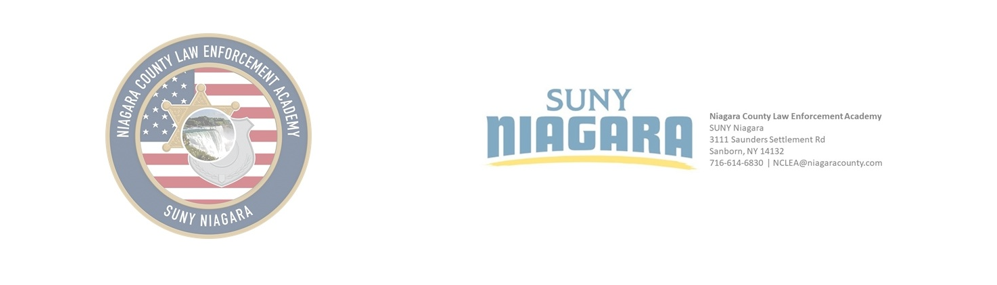 NIAGARA COUNTY LAW ENFORCEMENT ACADEMY
SUNY NIAGARA
SUNY
NIAGARA
Niagara County Law Enforcement Academy
SUNY Niagara
3111 Saunders Settlement Rd
Sanborn, NY 14132
716-614-6830 | NCLEA@niagaracounty.com